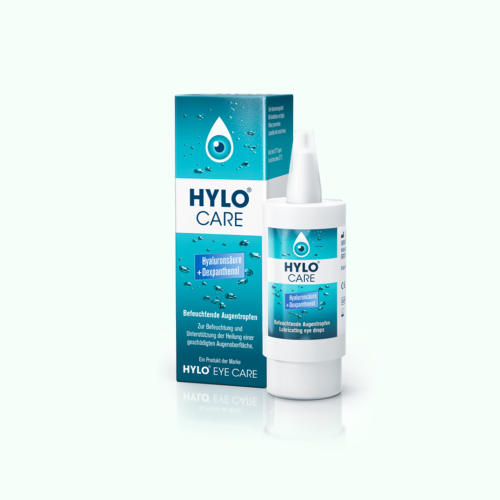 HYLO®
CARE
Hyaluronsäure
+ Dexpanthenol
Befeuchtende Augentropfen
Zur Befeuchtung und
Unterstützung der Heilung einer
geschädigten Augenoberfläche.
Ein Produkt der Marke
HYLO® EYE CARE
HYLO®
CARE
Hyaluronsäure
+ Dexpanthenol
Befeuchtende Augentropfen
Lubricating eye drops